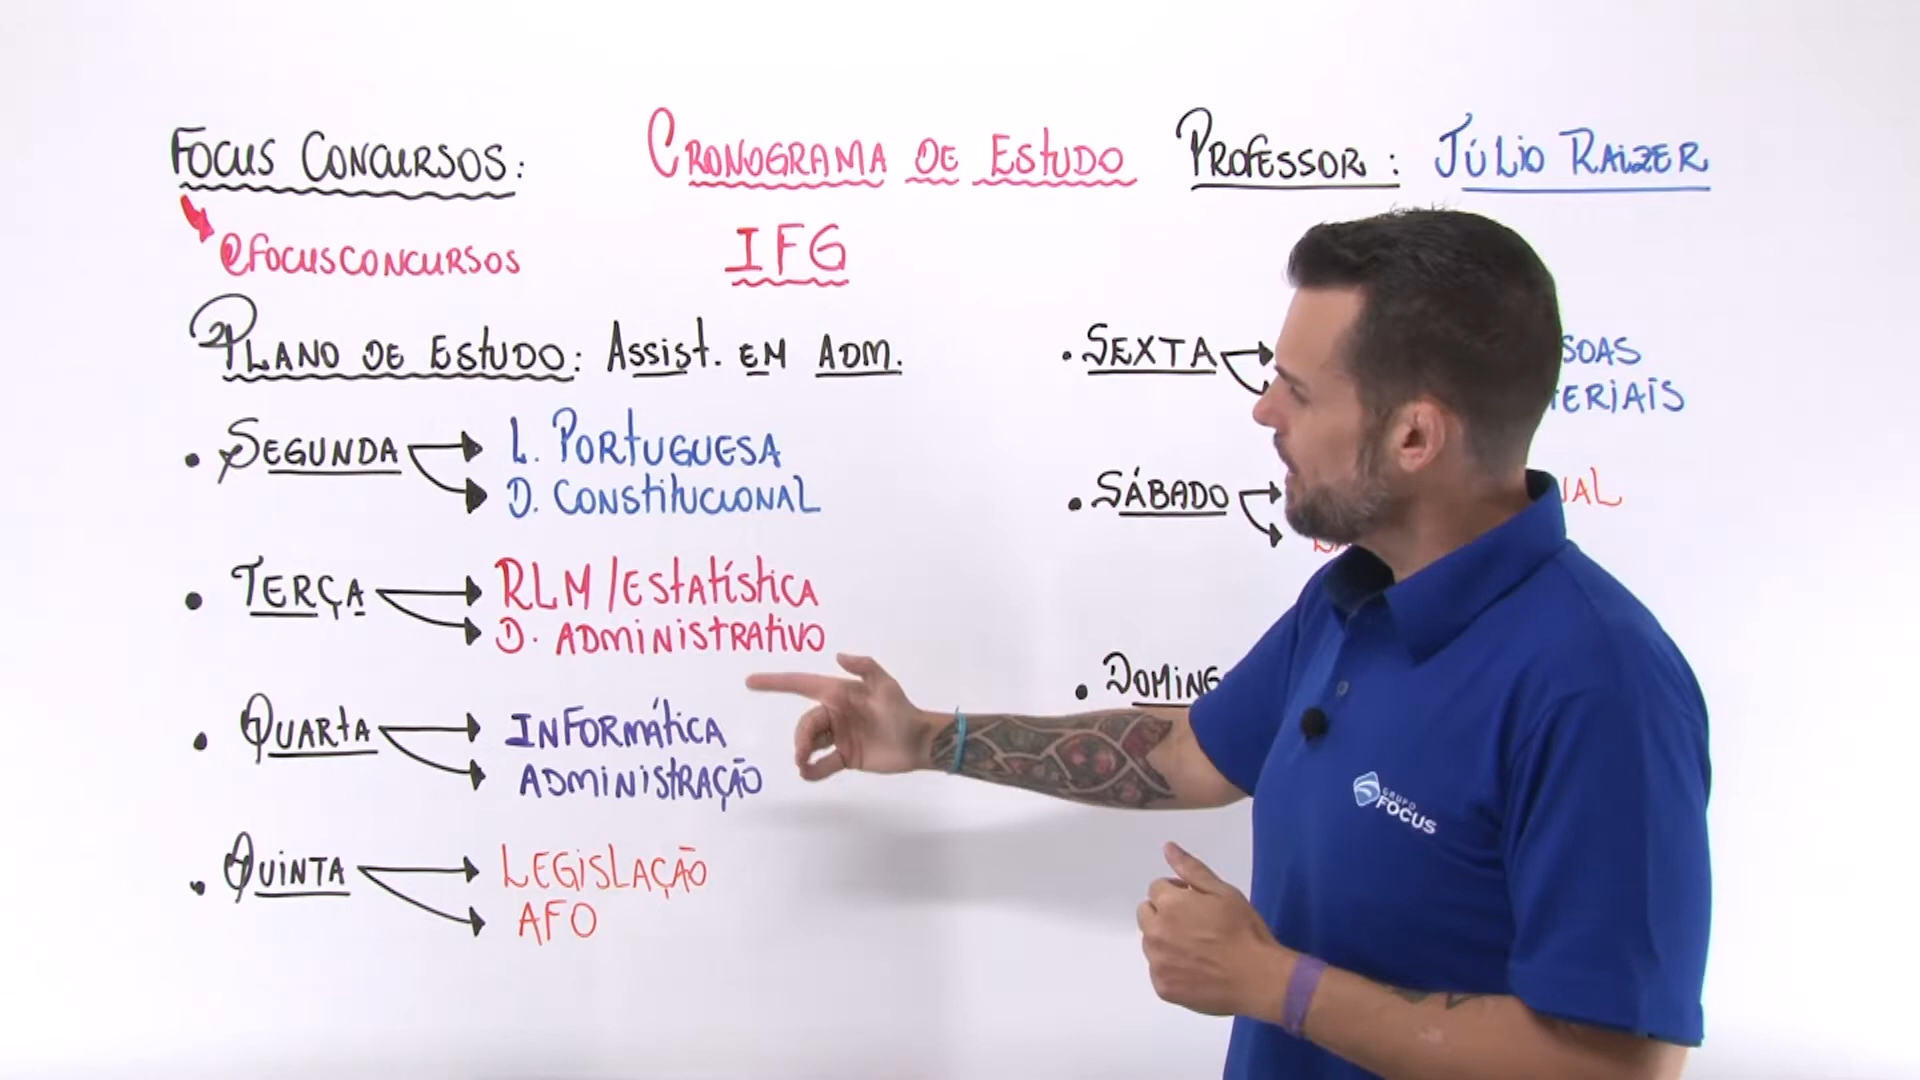 FOCUS CONCURSOS:
@FOCUSCONCURSOS
CRONOGRAMA DE ESTUDO
IFG
PROFESSOR: JÚLIO RAIZER
PLANO DE ESTUDO: ASSIST. EM ADM.
• SEGUNDA
L. PORTUGUESA
D. CONSTITUCIONAL
• TERÇA
RLM/ESTATÍSTICA
D. ADMINISTRATIVO
• QUARTA
INFORMÁTICA
ADMINISTRAÇÃO
• QUINTA
LEGISLAÇÃO
AFO
• SEXTA
• SÁBADO
GRUPO
FOCUS